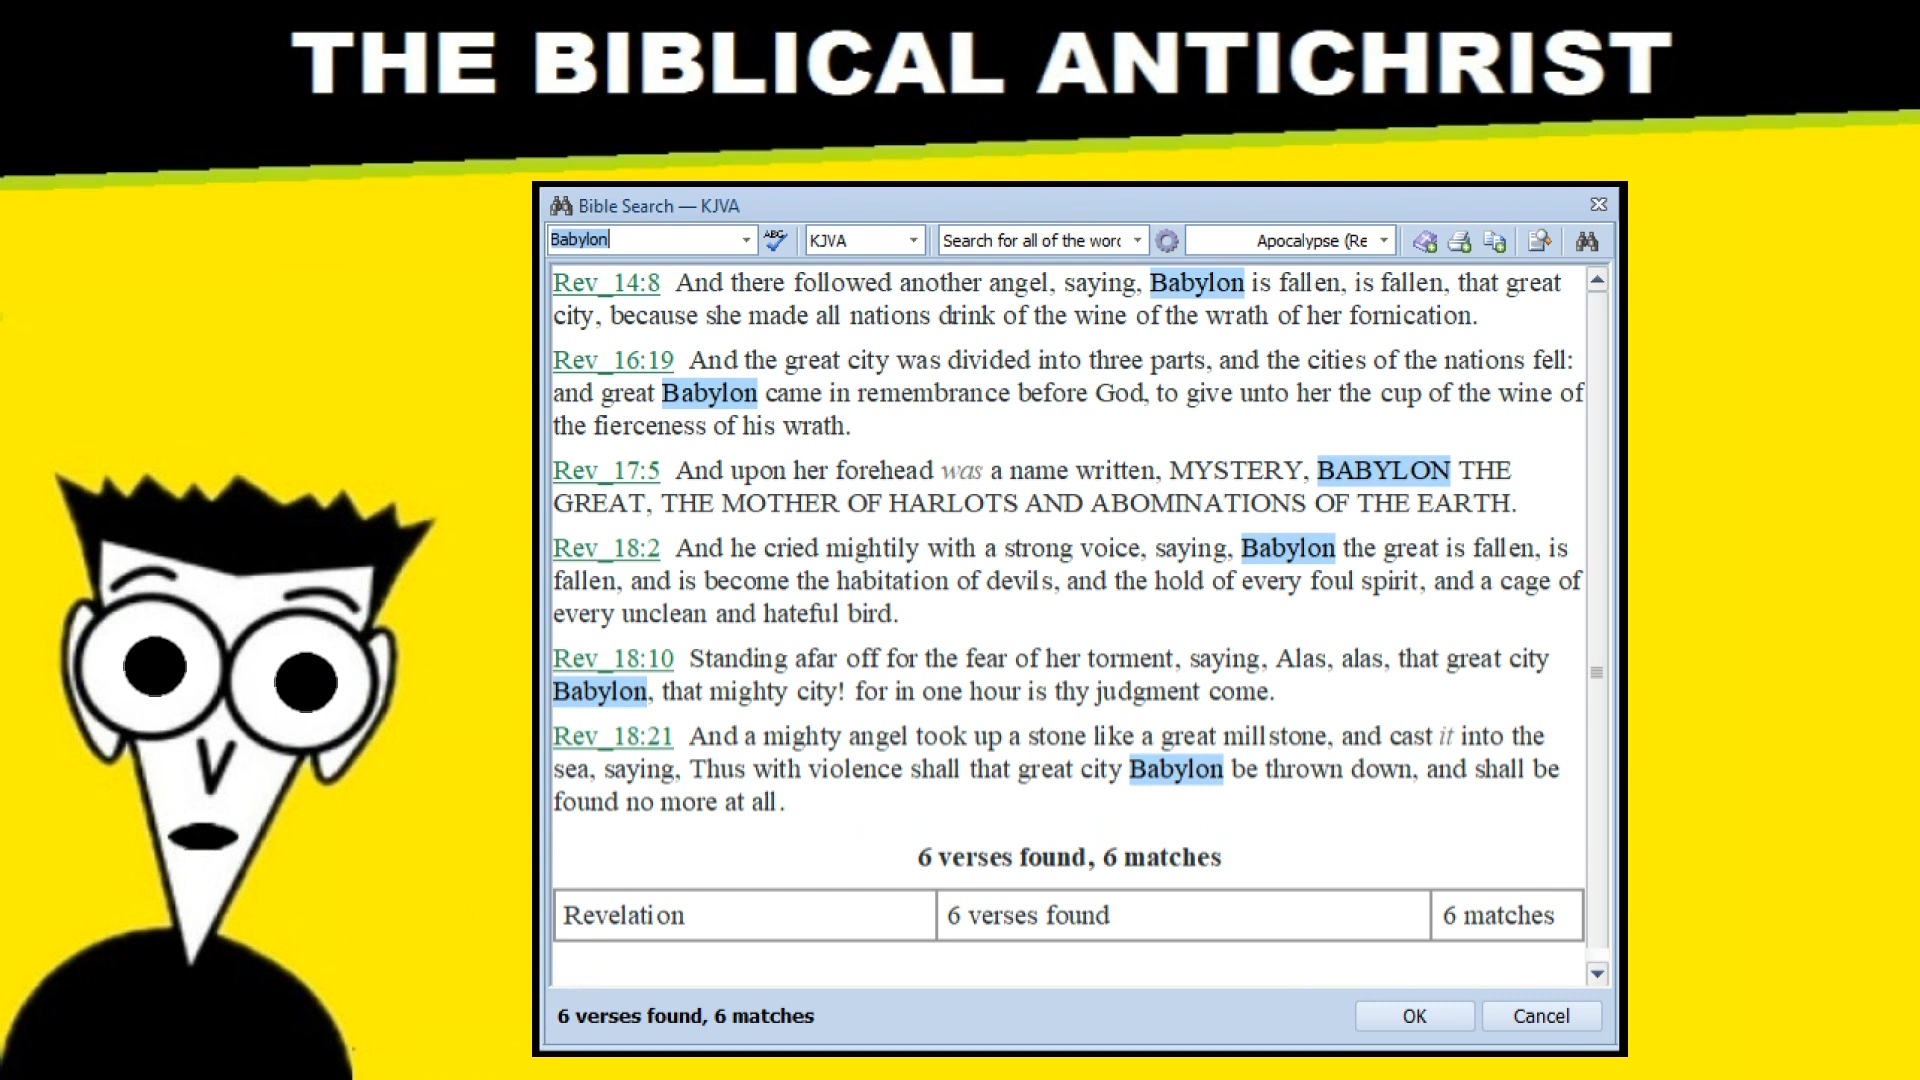 THE BIBLICAL ANTICHRIST
Bible Search — KJVA
Babylon
ABC
KJVA
Search for all of the word
Apocalypse (Re
Rev_14:8 And there followed another angel, saying, Babylon is fallen, is fallen, that great
city, because she made all nations drink of the wine of the wrath of her fornication.
Rev_16:19 And the great city was divided into three parts, and the cities of the nations fell:
and great Babylon came in remembrance before God, to give unto her the cup of the wine of
the fierceness of his wrath.
Rev_17:5 And upon her forehead was a name written, MYSTERY, BABYLON THE
GREAT, THE MOTHER OF HARLOTS AND ABOMINATIONS OF THE EARTH.
Rev_18:2 And he cried mightily with a strong voice, saying, Babylon the great is fallen, is
fallen, and is become the habitation of devils, and the hold of every foul spirit, and a cage of
every unclean and hateful bird.
Rev_18:10 Standing afar off for the fear of her torment, saying, Alas, alas, that great city
Babylon, that mighty city! for in one hour is thy judgment come.
Rev_18:21 And a mighty angel took up a stone like a great millstone, and cast it into the
sea, saying, Thus with violence shall that great city Babylon be thrown down, and shall be
found no more at all.
6 verses found, 6 matches
Revelation 6 verses found 6 matches
6 verses found, 6 matches
OK Cancel